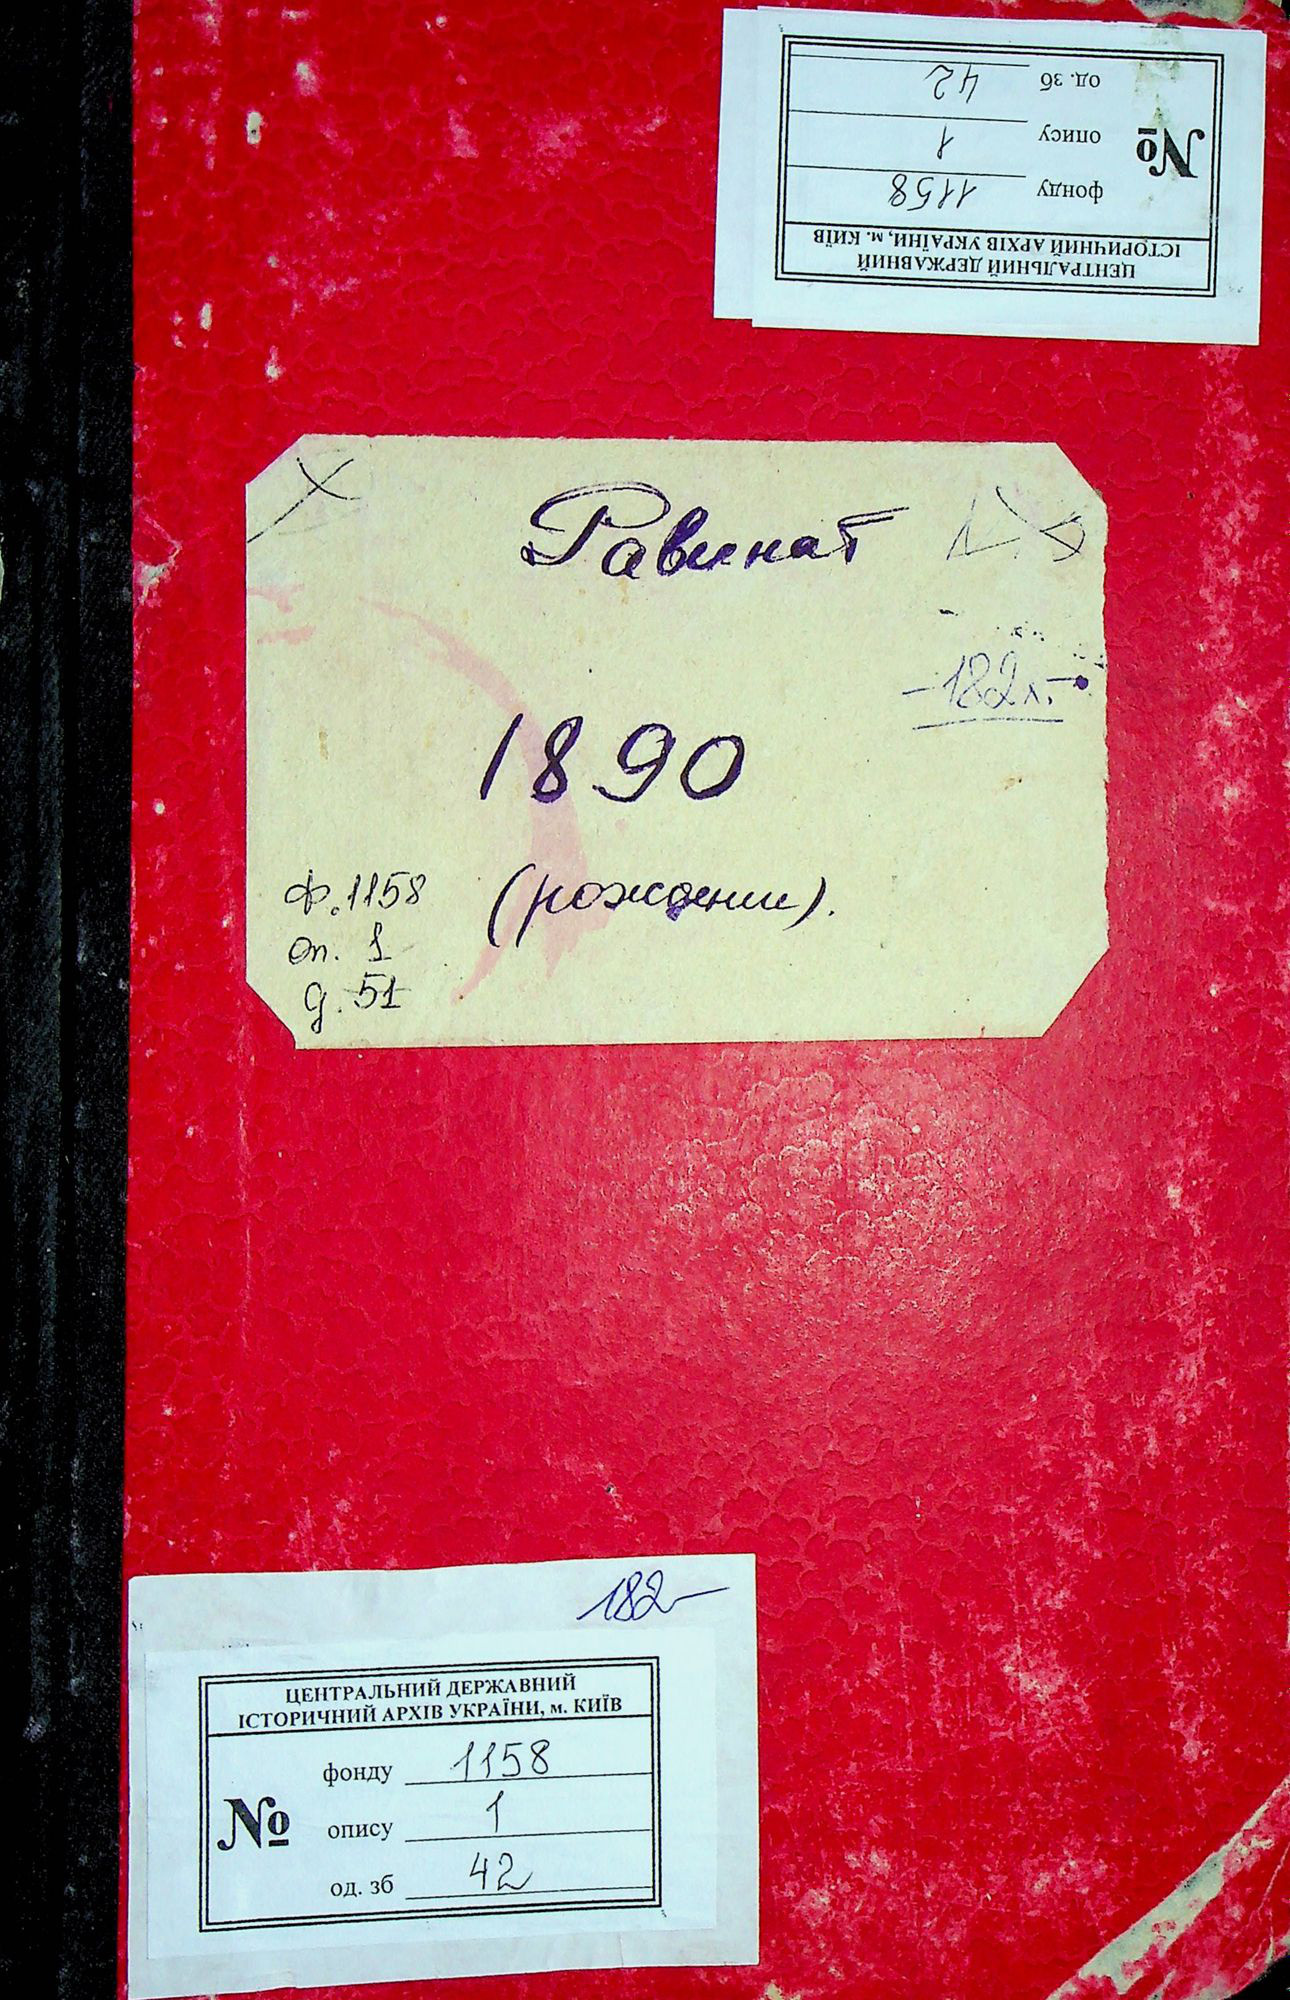 ЦЕНТРАЛЬНИЙ ДЕРЖАВНИЙ
ІСТОРИЧНИЙ АРХІВ УКРАЇНИ, м. КИЇВ
№
фонду 1158
опису 1
од. зб 42
Равинат
-182л.-
1890
(рождении).
Ф. 1158
оп. 1
д. 51
182
ЦЕНТРАЛЬНИЙ ДЕРЖАВНИЙ
ІСТОРИЧНИЙ АРХІВ УКРАЇНИ, м. КИЇВ
№
фонду 1158
опису 1
од. зб 42